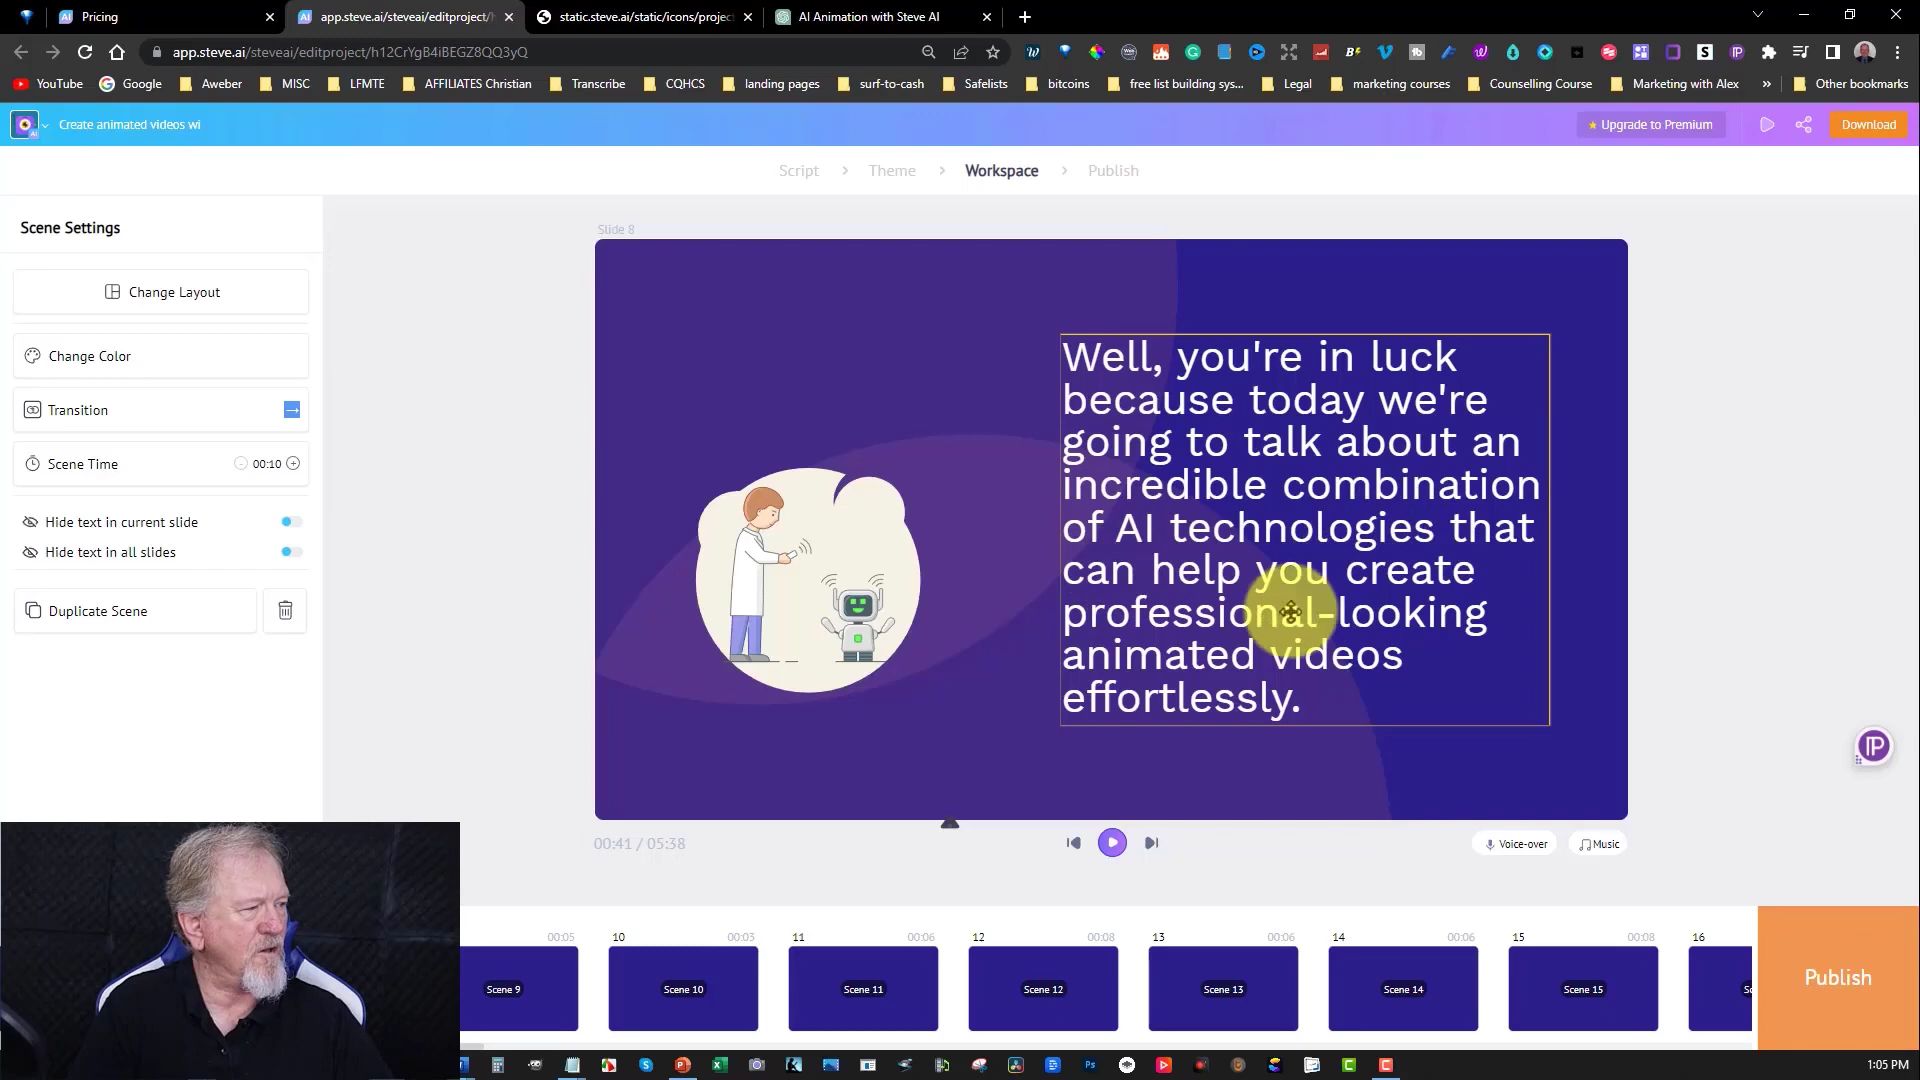 Pricing
app.steve.ai/steveai/editproject/
static.steve.ai/static/icons/projec
AI Animation with Steve AI
app.steve.ai/steveai/editproject/h12CrYgB4iBEGZ8QQ3yQ
YouTube
Google
Aweber
MISC
LFMTE
AFFILIATES Christian
Transcribe
CQHCS
landing pages
surf-to-cash
Safelists
bitcoins
free list building sys...
Legal
marketing courses
Counselling Course
Marketing with Alex
»
Other bookmarks
Create animated videos wi
Upgrade to Premium
Download
Script
Theme
Workspace
Publish
Scene Settings
Change Layout
Change Color
Transition
Scene Time 00:10
Hide text in current slide
Hide text in all slides
Duplicate Scene
Slide 8
Well, you're in luck
because today we're
going to talk about an
incredible combination
of AI technologies that
can help you create
professional-looking
animated videos
effortlessly.
00:41 / 05:38
Voice-over
Music
00:05
Scene 9
10 00:03
Scene 10
11 00:06
Scene 11
12 00:08
Scene 12
13 00:06
Scene 13
14 00:06
Scene 14
15 00:08
Scene 15
16
Publish
1:05 PM